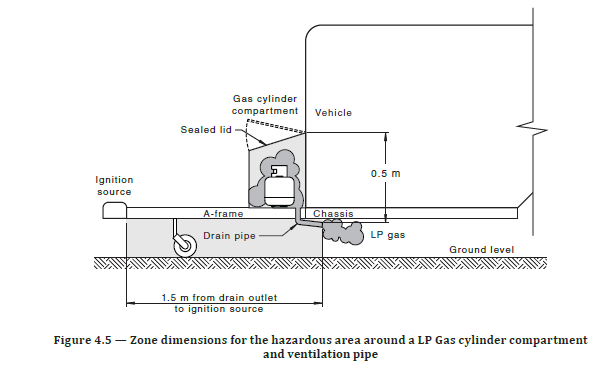 Gas cylinder
compartment
Vehicle
Sealed lid
0.5 m
Ignition
source
A-frame
Chassis
Drain pipe
LP gas
Ground level
1.5 m from drain outlet
to ignition source
Figure 4.5 — Zone dimensions for the hazardous area around a LP Gas cylinder compartment
and ventilation pipe